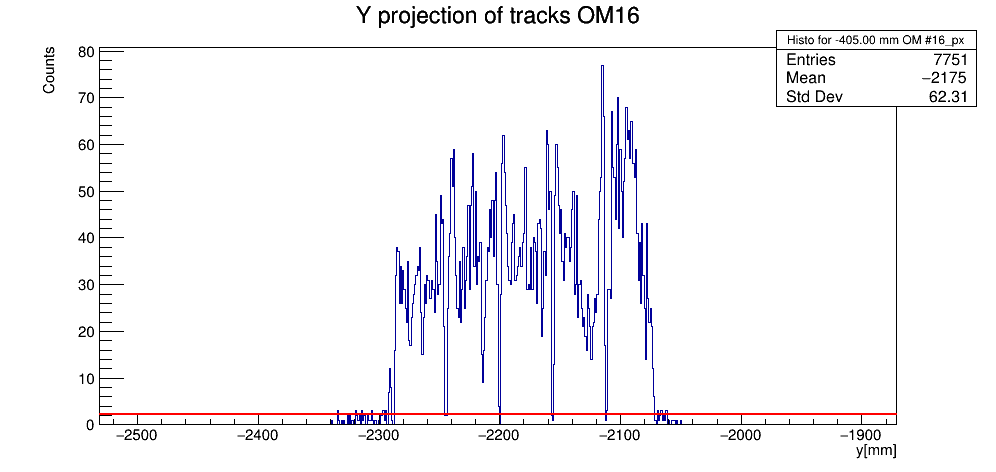 Y projection of tracks OM16
Histo for -405.00 mm OM #16_px
Entries 7751
Mean −2175
Std Dev 62.31
Counts
80
70
60
50
40
30
20
10
0
−2500 −2400 −2300 −2200 −2100 −2000 −1900
y[mm]